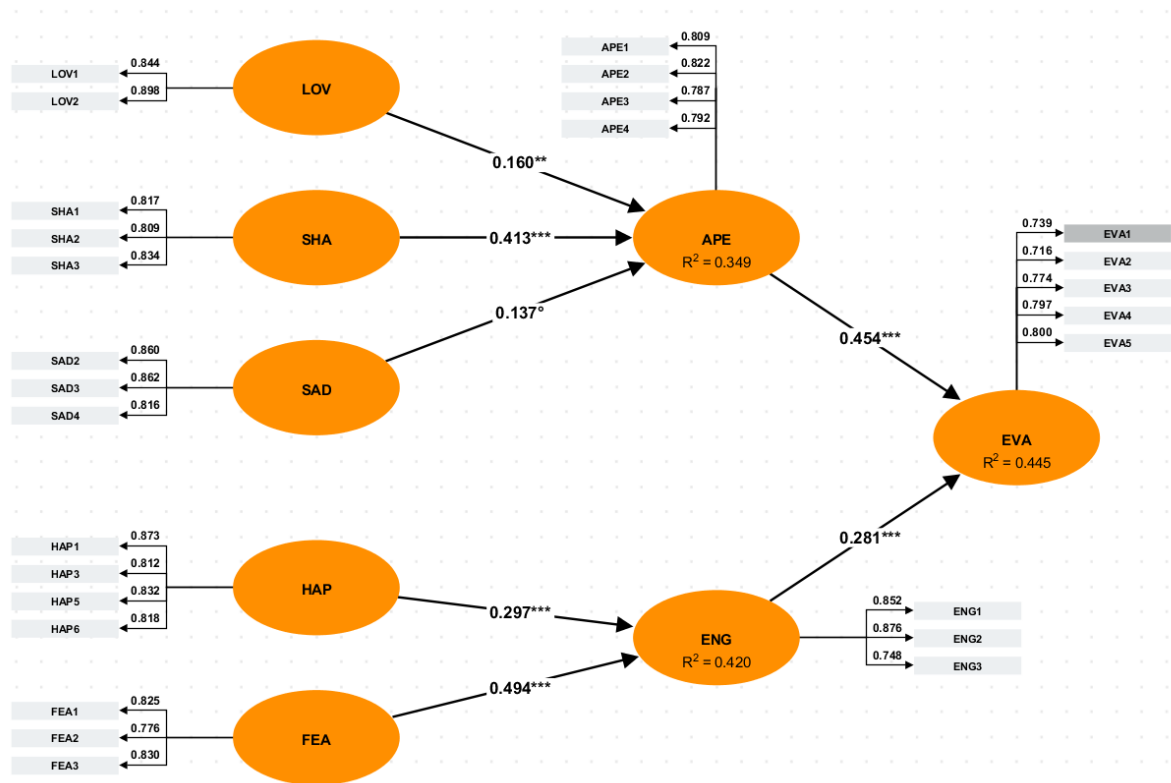 LOV1
0.844
LOV2
0.898
LOV
0.160**
APE1
0.809
APE2
0.822
APE3
0.787
APE4
0.792
SHA1
0.817
SHA2
0.809
SHA3
0.834
SHA
0.413***
APE
R² = 0.349
SAD2
0.860
SAD3
0.862
SAD4
0.816
SAD
0.137°
0.454***
0.739
EVA1
0.716
EVA2
0.774
EVA3
0.797
EVA4
0.800
EVA5
EVA
R² = 0.445
HAP1
0.873
HAP3
0.812
HAP5
0.832
HAP6
0.818
HAP
0.297***
0.281***
ENG
R² = 0.420
0.852
ENG1
0.876
ENG2
0.748
ENG3
FEA1
0.825
FEA2
0.776
FEA3
0.830
FEA
0.494***